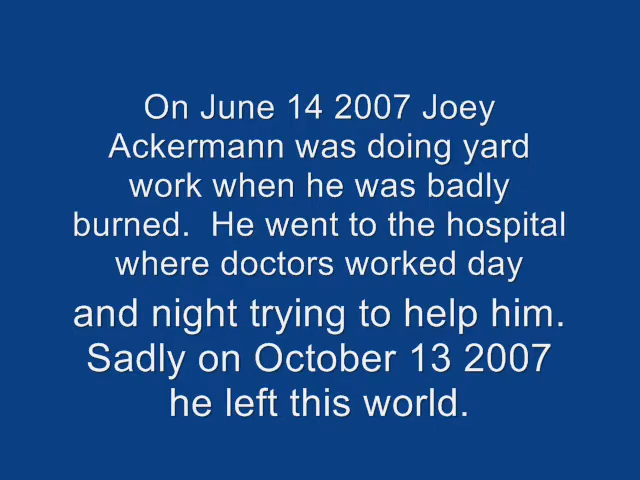 On June 14 2007 Joey
Ackermann was doing yard
work when he was badly
burned.  He went to the hospital
where doctors worked day
and night trying to help him.
Sadly on October 13 2007
he left this world.